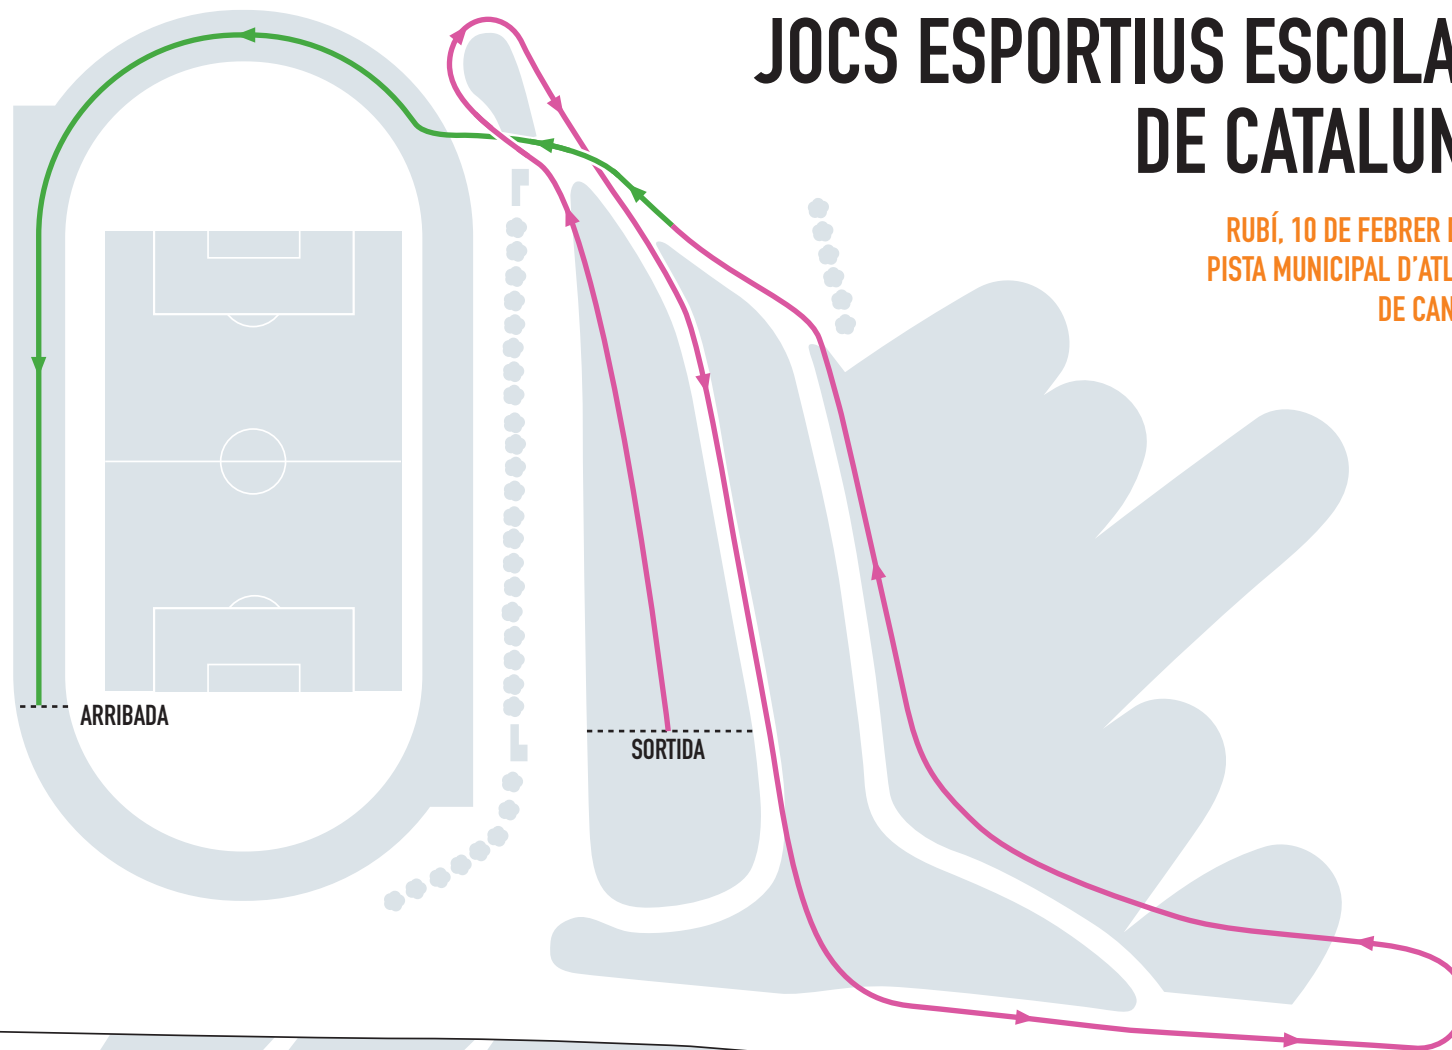 JOCS ESPORTIUS ESCOLA
DE CATALUN
RUBÍ, 10 DE FEBRER
PISTA MUNICIPAL D'ATL
DE CAN
ARRIBADA
SORTIDA